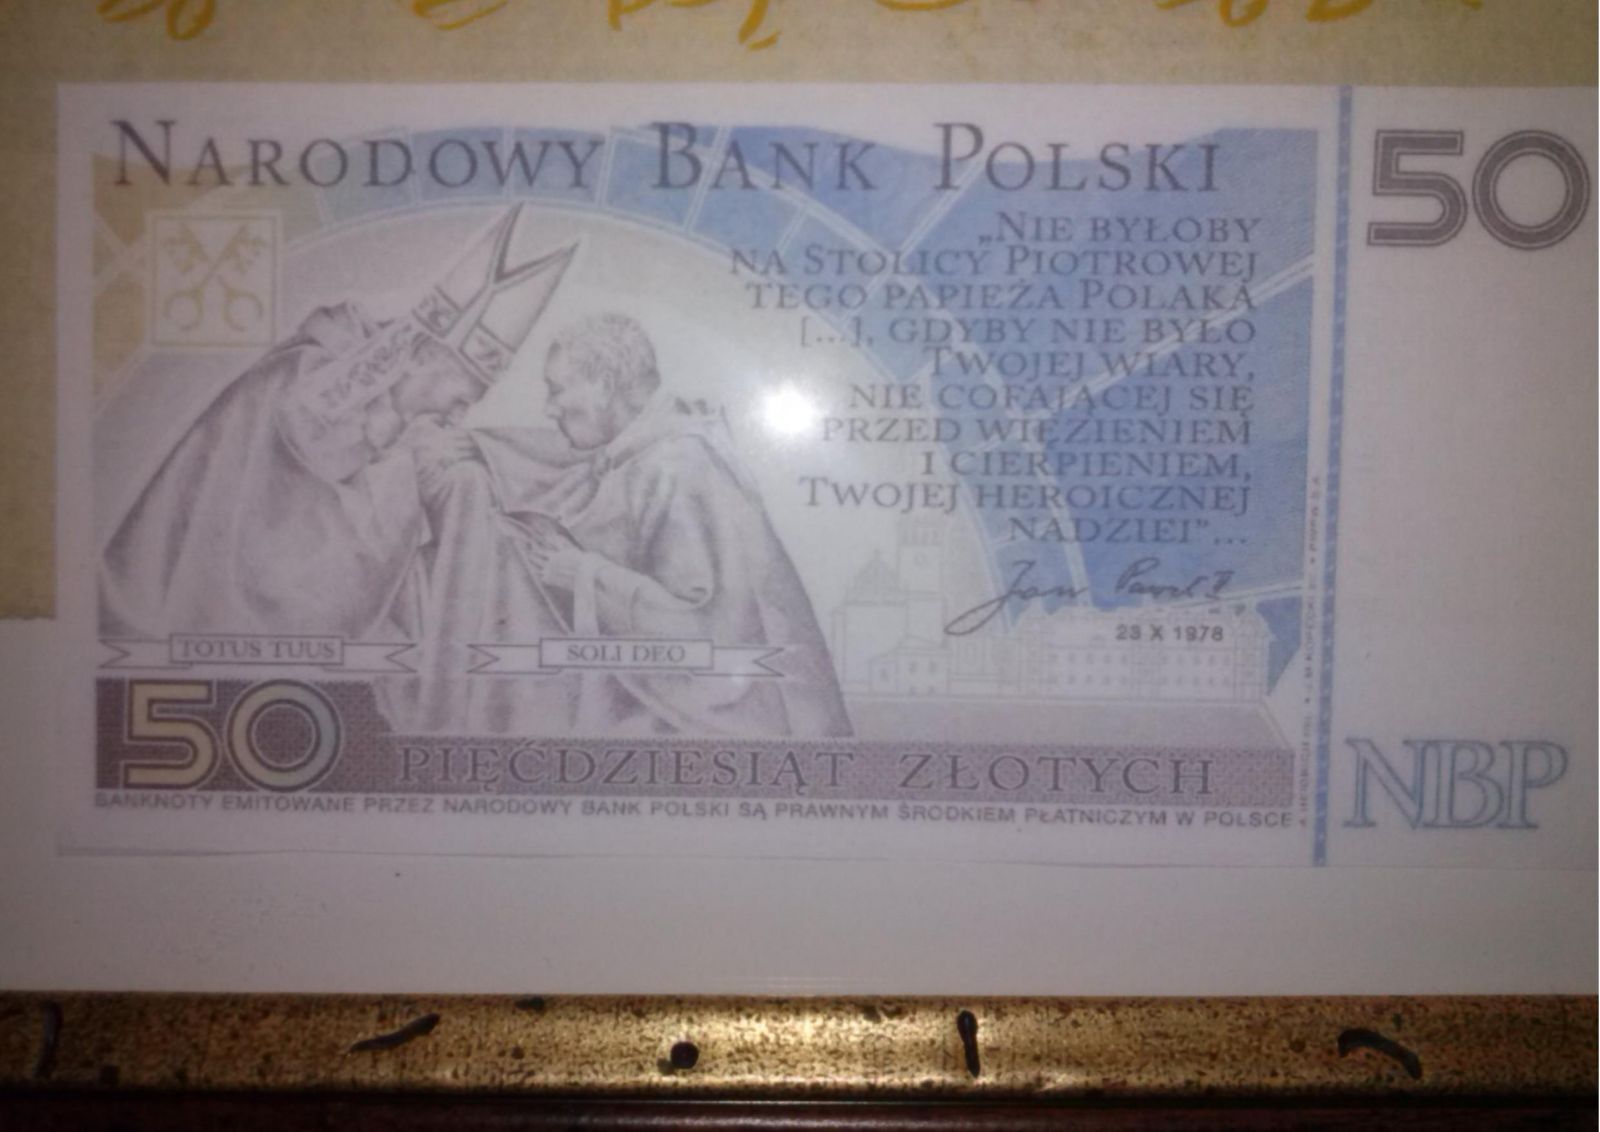 NARODOWY BANK POLSKI
50
„NIE BYŁOBY
NA STOLICY PIOTROWEJ
TEGO PAPIEŻA POLAKA
[...], GDYBY NIE BYŁO
TWOJEJ WIARY,
NIE COFAJĄCEJ SIĘ
PRZED WIĘZIENIEM
I CIERPIENIEM,
TWOJEJ HEROICZNEJ
NADZIEI”...
Jan Paweł II
23 X 1978
TOTUS TUUS
SOLI DEO
50 PIĘĆDZIESIĄT ZŁOTYCH
NBP
BANKNOTY EMITOWANE PRZEZ NARODOWY BANK POLSKI SĄ PRAWNYM ŚRODKIEM PŁATNICZYM W POLSCE